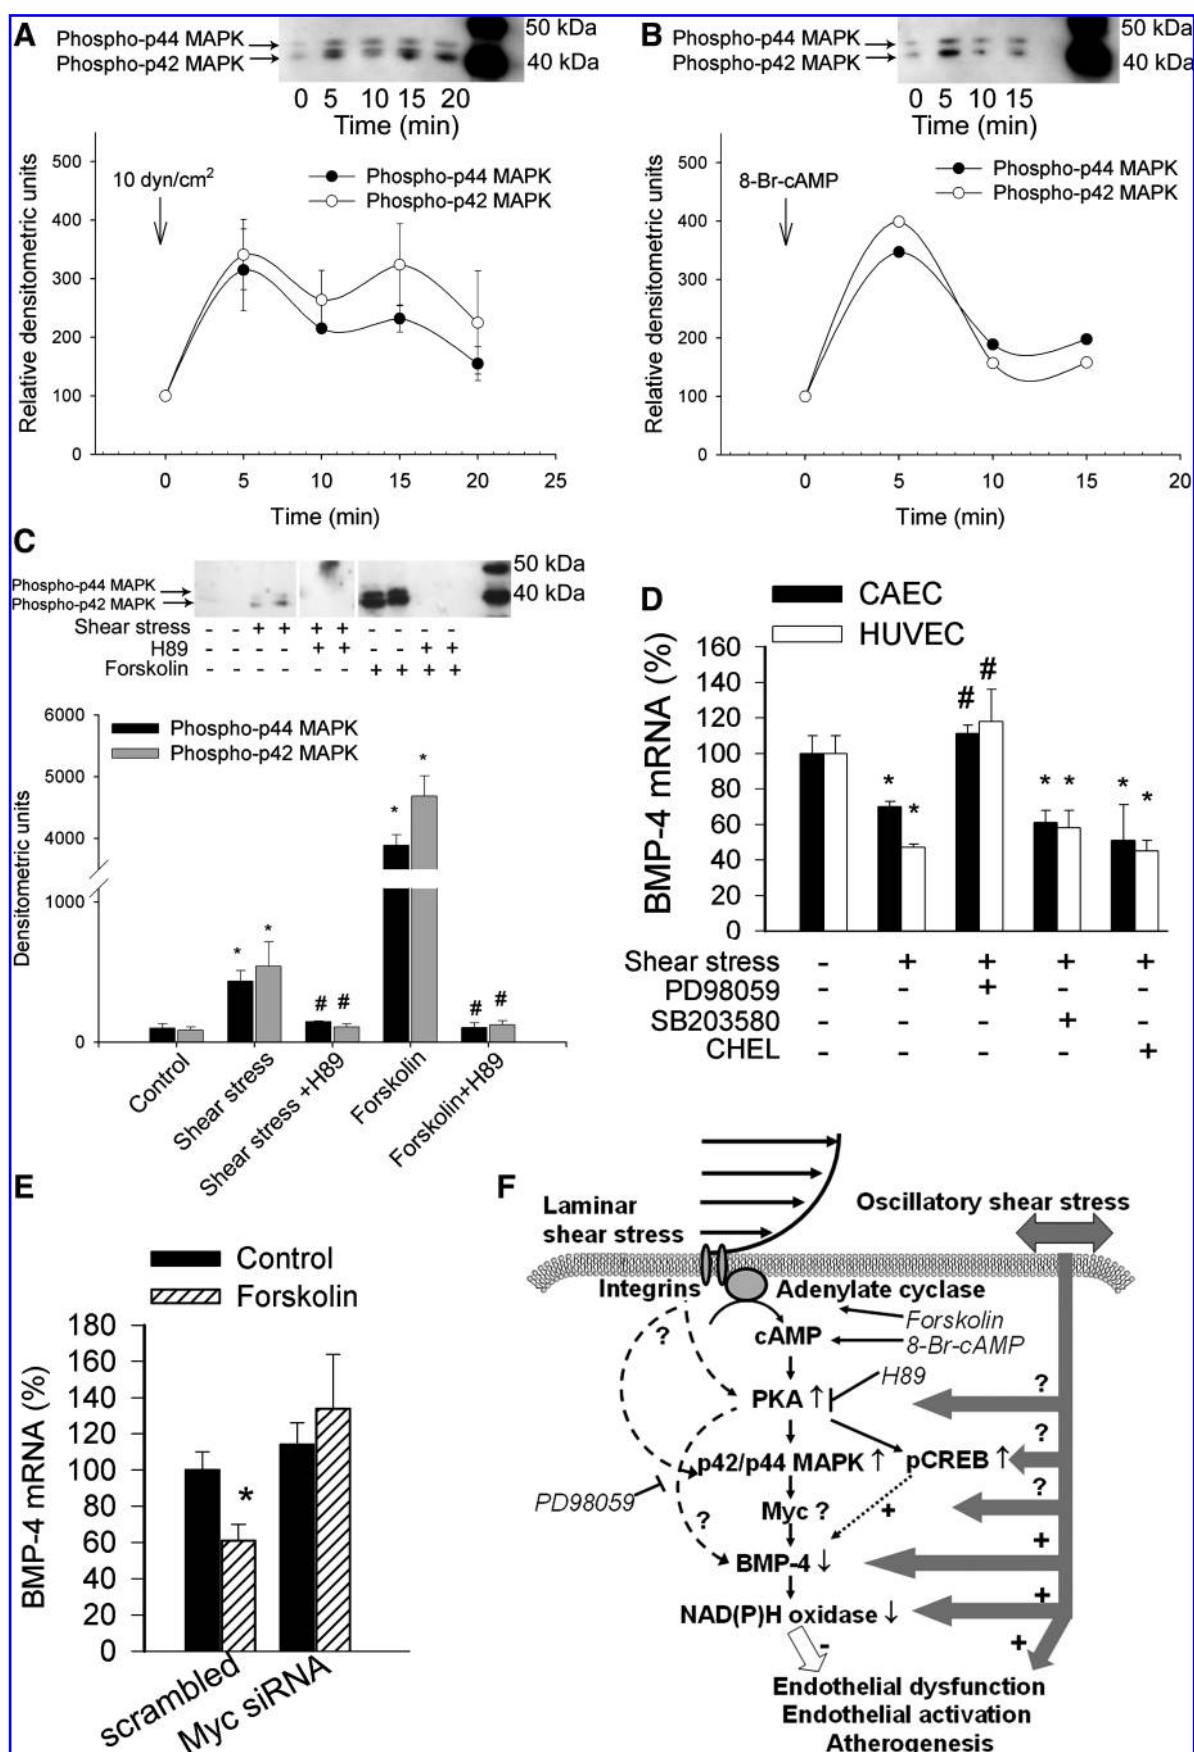 A
Phospho-p44 MAPK
Phospho-p42 MAPK
50 kDa
40 kDa
0 5 10 15 20
Time (min)
Relative densitometric units
500
400
300
200
100
0
10 dyn/cm2
Phospho-p44 MAPK
Phospho-p42 MAPK
0 5 10 15 20 25
Time (min)
B
Phospho-p44 MAPK
Phospho-p42 MAPK
50 kDa
40 kDa
0 5 10 15
Time (min)
Relative densitometric units
500
400
300
200
100
0
8-Br-cAMP
Phospho-p44 MAPK
Phospho-p42 MAPK
0 5 10 15 20
Time (min)
C
Phospho-p44 MAPK
Phospho-p42 MAPK
50 kDa
40 kDa
Shear stress - - + + + + - - - -
H89 - - - - + + - - + +
Forskolin - - - - - - + + + +
Densitometric units
6000
5000
4000
1000
0
Phospho-p44 MAPK
Phospho-p42 MAPK
* * # # * * # #
Control
Shear stress
Shear stress +H89
Forskolin
Forskolin+H89
D
CAEC
HUVEC
BMP-4 mRNA (%)
160
140
120
100
80
60
40
20
0
* * # # * * * *
Shear stress - + + + +
PD98059 - - + - -
SB203580 - - - + -
CHEL - - - - +
E
Control
Forskolin
BMP-4 mRNA (%)
180
160
140
120
100
80
60
40
20
0
*
scrambled
Myc siRNA
F
Laminar
shear stress
Oscillatory shear stress
Integrins
Adenylate cyclase
Forskolin
?
cAMP
8-Br-cAMP
H89
PKA ↑
?
?
p42/p44 MAPK ↑
pCREB ↑
PD98059
?
Myc ?
+
?
+
BMP-4 ↓
+
NAD(P)H oxidase ↓
-
+
Endothelial dysfunction
Endothelial activation
Atherogenesis